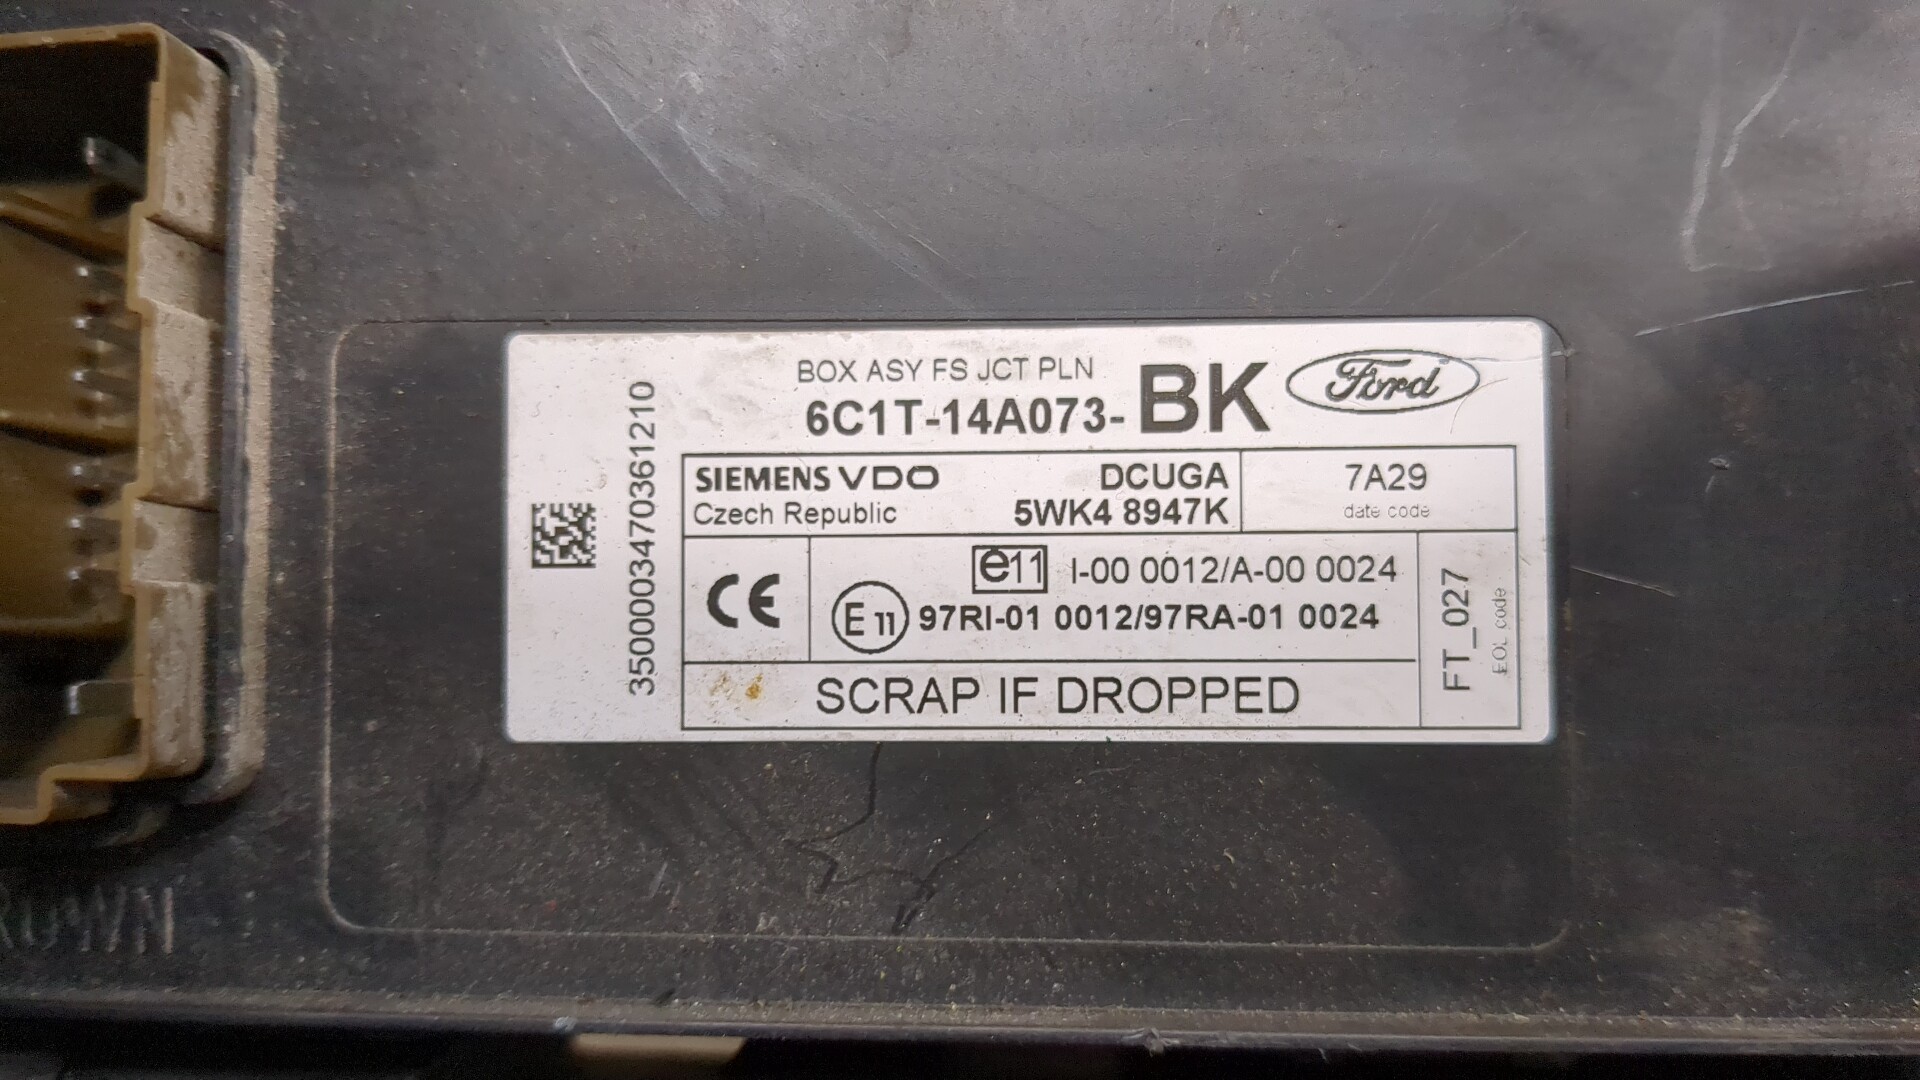 BOX ASY FS JCT PLN
6C1T-14A073-BK
Ford
3500003470361210
SIEMENS VDO
Czech Republic
DCUGA
5WK4 8947K
7A29
date code
CE
e11 I-00 0012/A-00 0024
E 11 97RI-01 0012/97RA-01 0024
FT_027
EOL code
SCRAP IF DROPPED